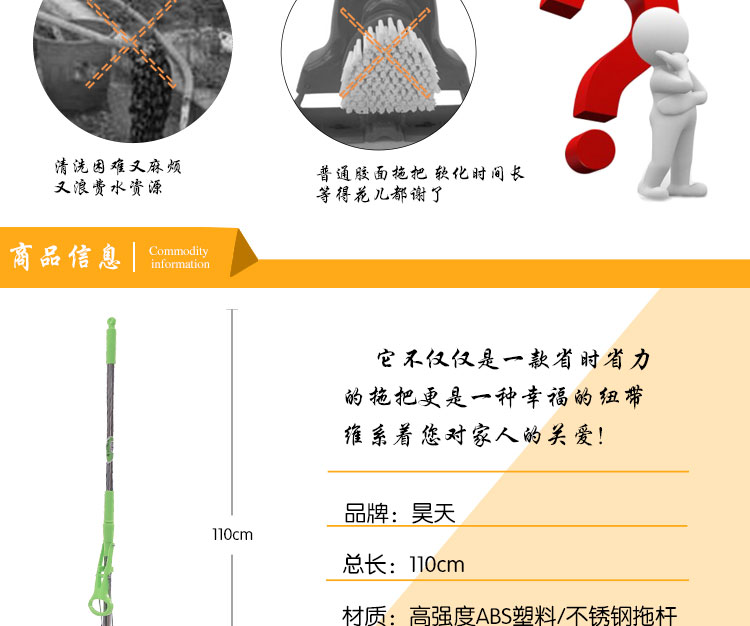 清洗困难又麻烦
又浪费水资源
普通胶面拖把 软化时间长
等得花儿都谢了
商品信息
Commodity
information
它不仅仅是一款省时省力
的拖把更是一种幸福的纽带
维系着您对家人的关爱!
品牌：昊天
110cm
总长：110cm
材质：高强度ABS塑料/不锈钢拖杆